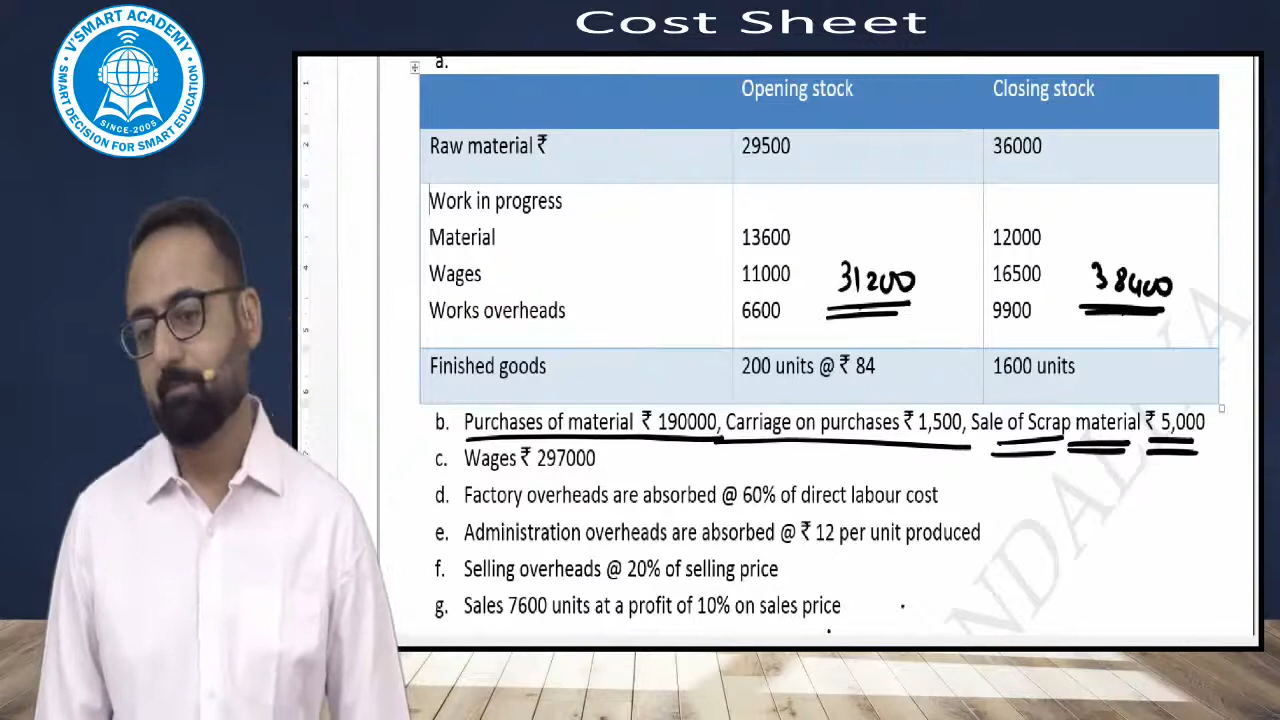 Cost Sheet
V'SMART ACADEMY
SINCE-2005
SMART DECISION FOR SMART EDUCATION
a.
Opening stock Closing stock
Raw material ₹ 29500 36000
Work in progress
Material 13600 12000
Wages 11000 31200 16500 38400
Works overheads 6600 9900
Finished goods 200 units @ ₹ 84 1600 units
b. Purchases of material ₹ 190000, Carriage on purchases ₹ 1,500, Sale of Scrap material ₹ 5,000
c. Wages ₹ 297000
d. Factory overheads are absorbed @ 60% of direct labour cost
e. Administration overheads are absorbed @ ₹ 12 per unit produced
f. Selling overheads @ 20% of selling price
g. Sales 7600 units at a profit of 10% on sales price